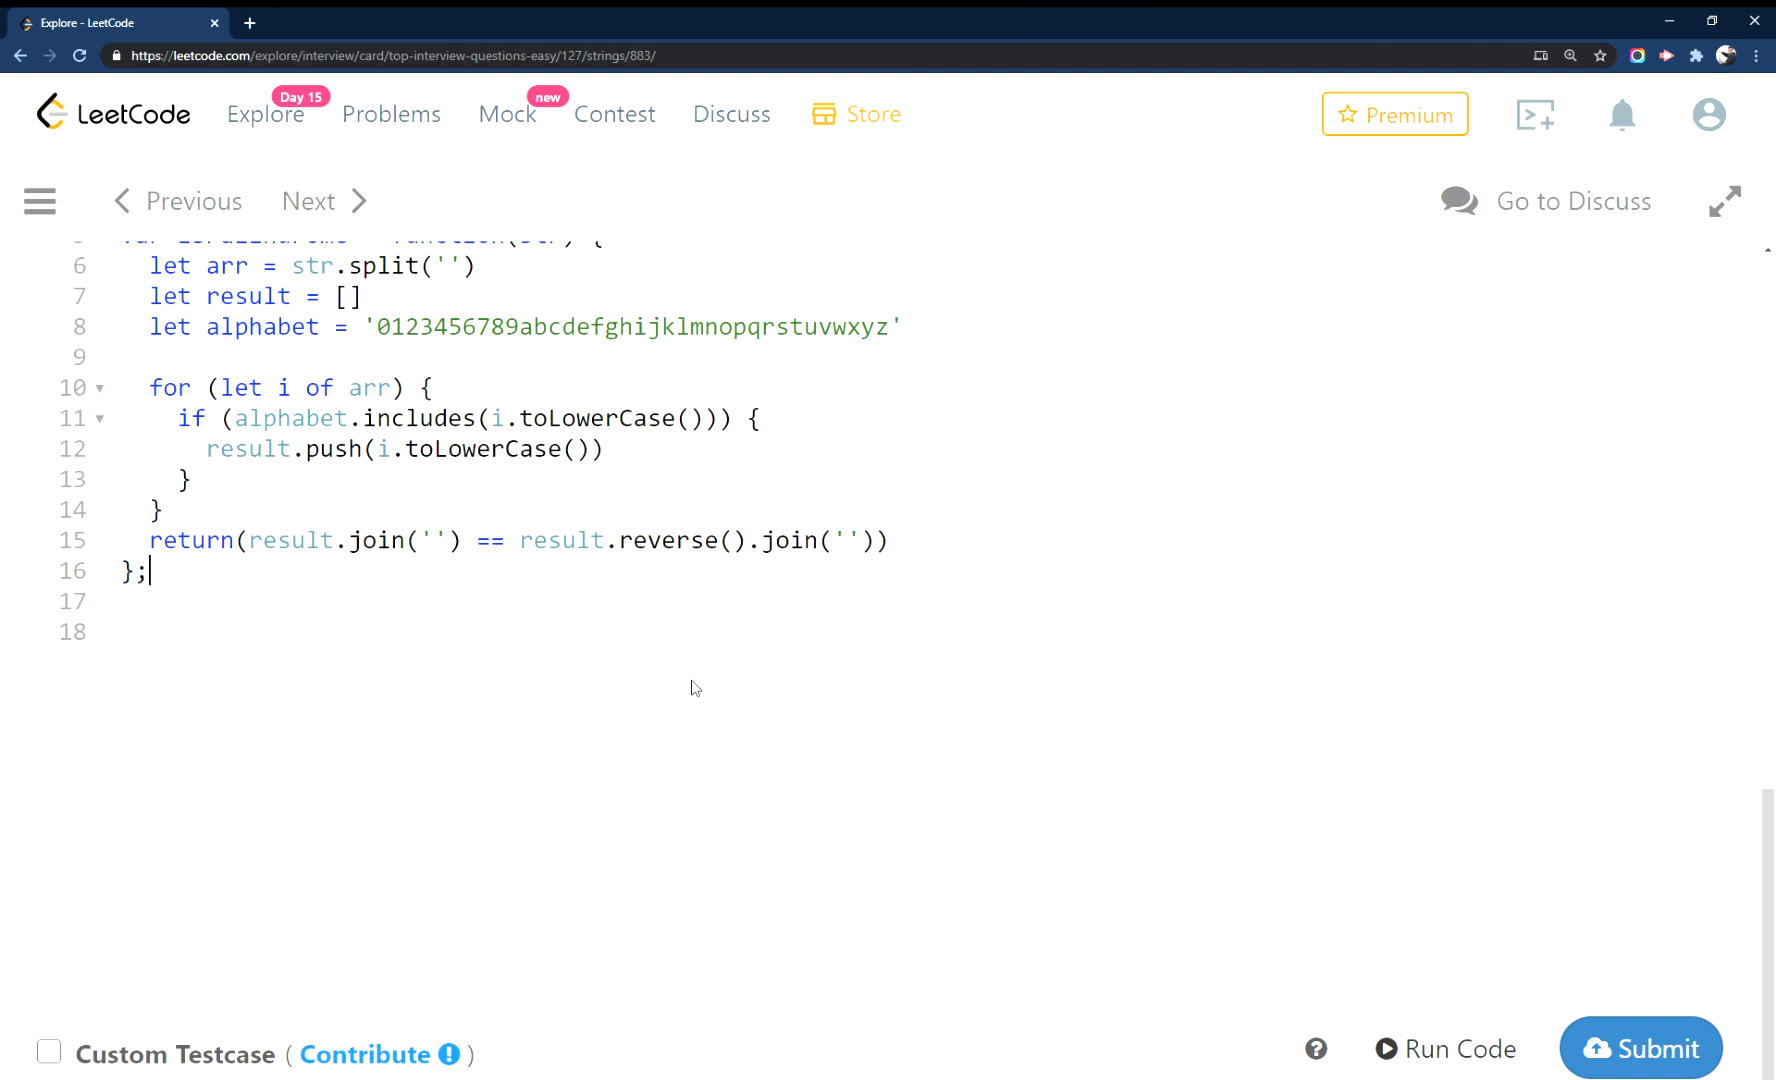 Explore - LeetCode
https://leetcode.com/explore/interview/card/top-interview-questions-easy/127/strings/883/
LeetCode Explore Day 15 Problems Mock new Contest Discuss Store Premium
Previous Next Go to Discuss
6 let arr = str.split('')
7 let result = []
8 let alphabet = '0123456789abcdefghijklmnopqrstuvwxyz'
9
10 for (let i of arr) {
11 if (alphabet.includes(i.toLowerCase())) {
12 result.push(i.toLowerCase())
13 }
14 }
15 return(result.join('') == result.reverse().join(''))
16 };
17
18
Custom Testcase ( Contribute ! ) ? Run Code Submit